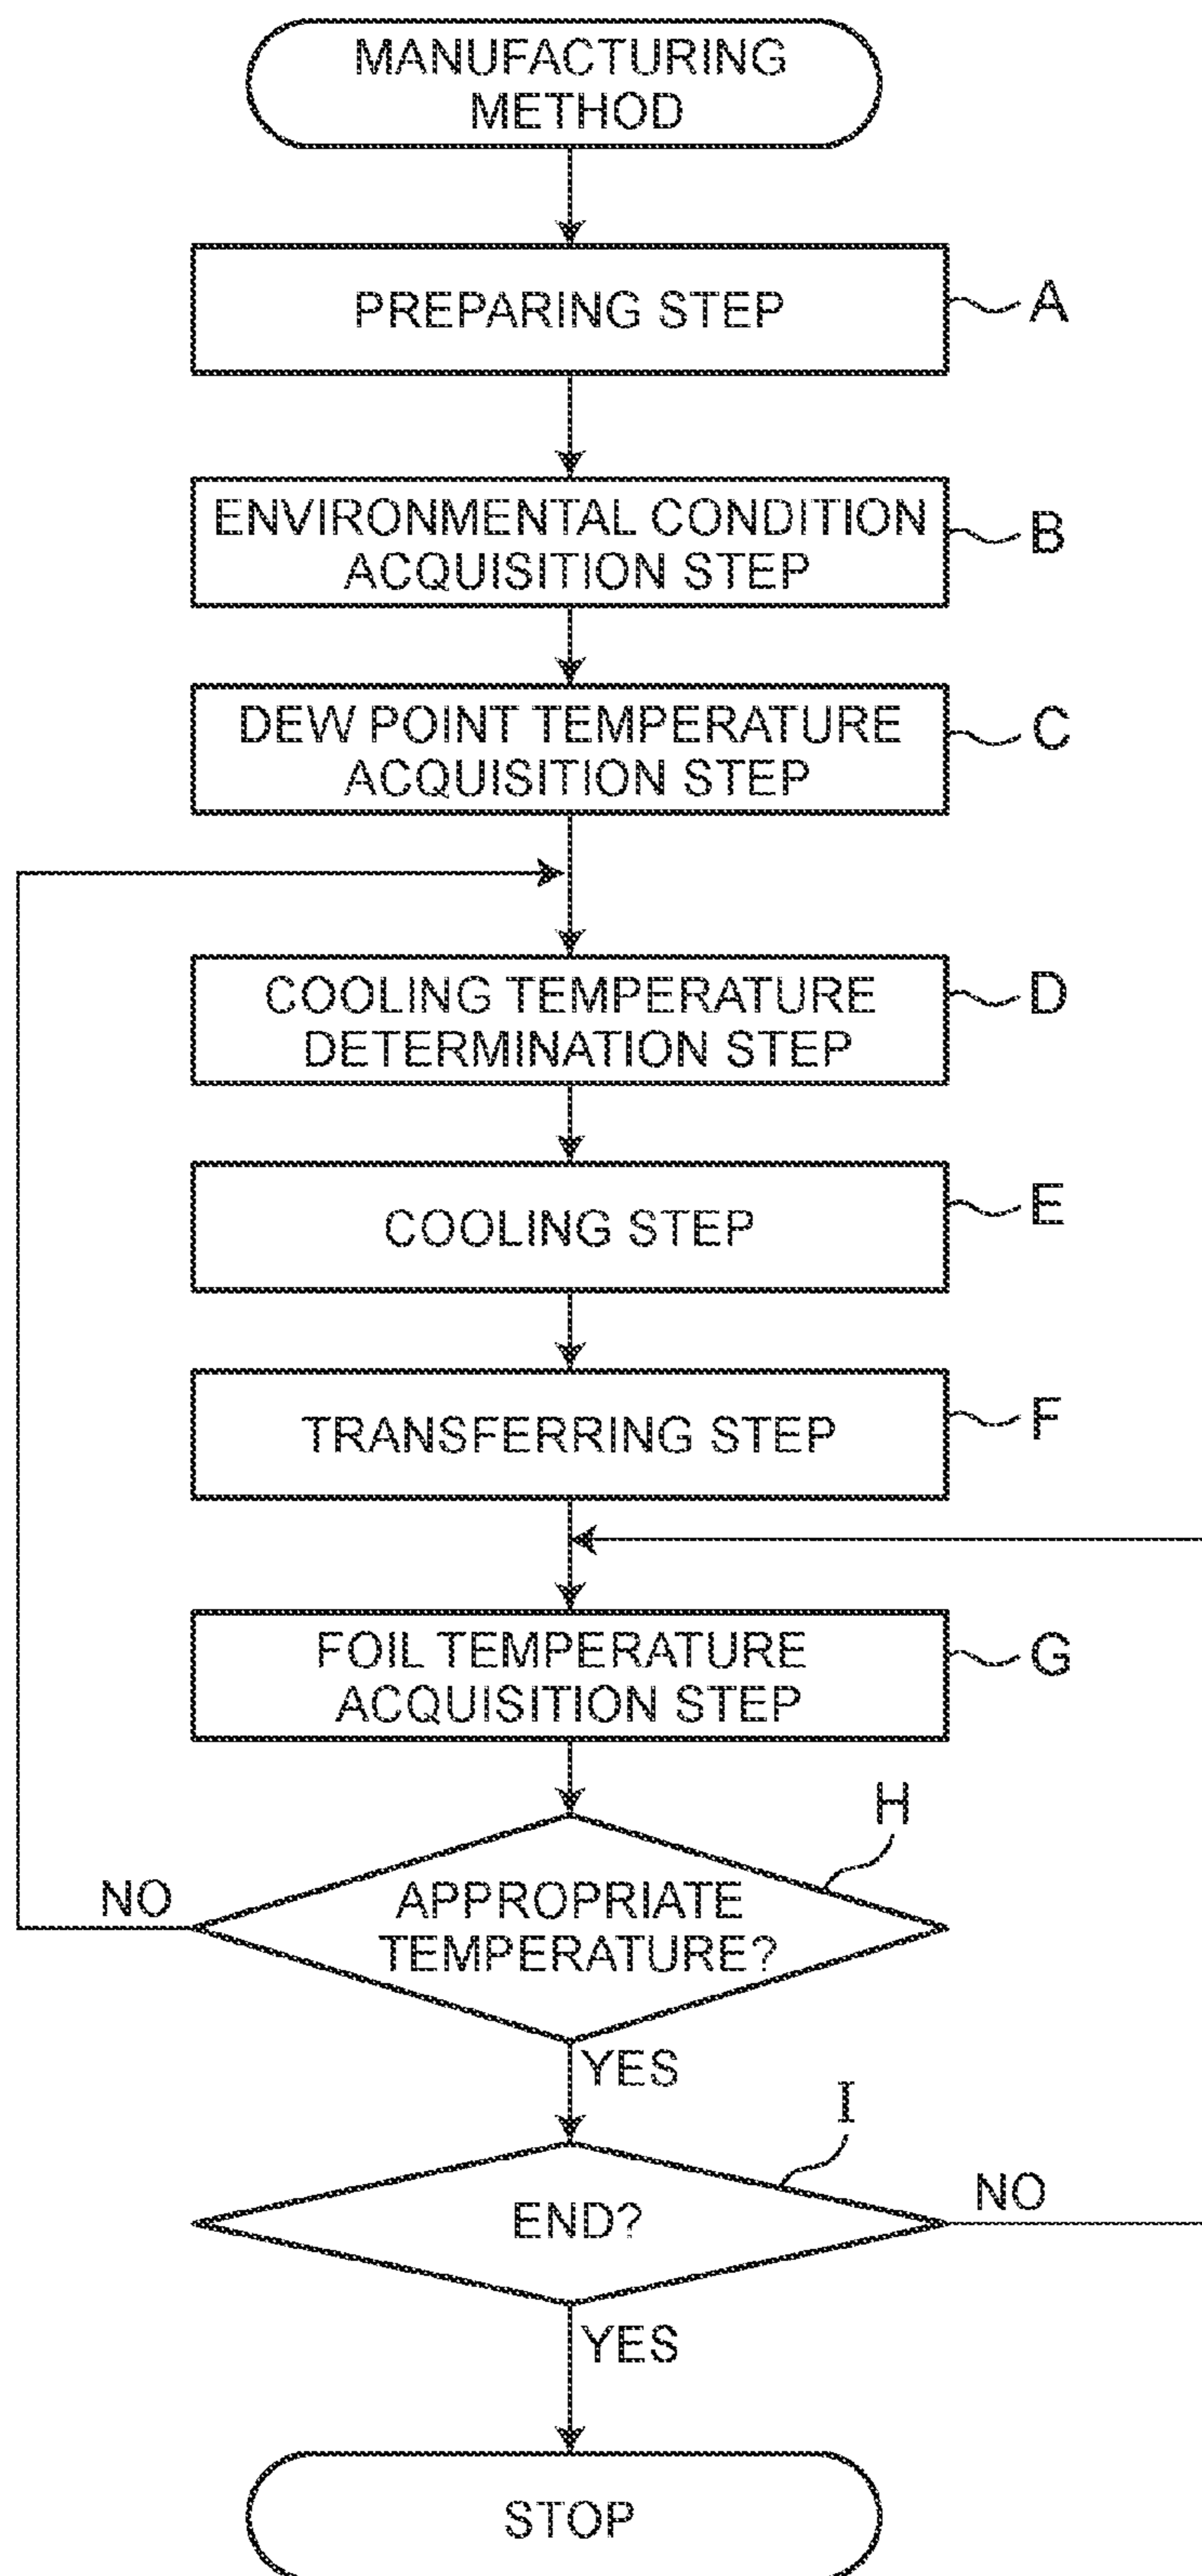 MANUFACTURING
METHOD
PREPARING STEP
A
ENVIRONMENTAL CONDITION
ACQUISITION STEP
B
DEW POINT TEMPERATURE
ACQUISITION STEP
C
COOLING TEMPERATURE
DETERMINATION STEP
D
COOLING STEP
E
TRANSFERRING STEP
F
FOIL TEMPERATURE
ACQUISITION STEP
G
H
NO
APPROPRIATE
TEMPERATURE?
YES
I
NO
END?
YES
STOP